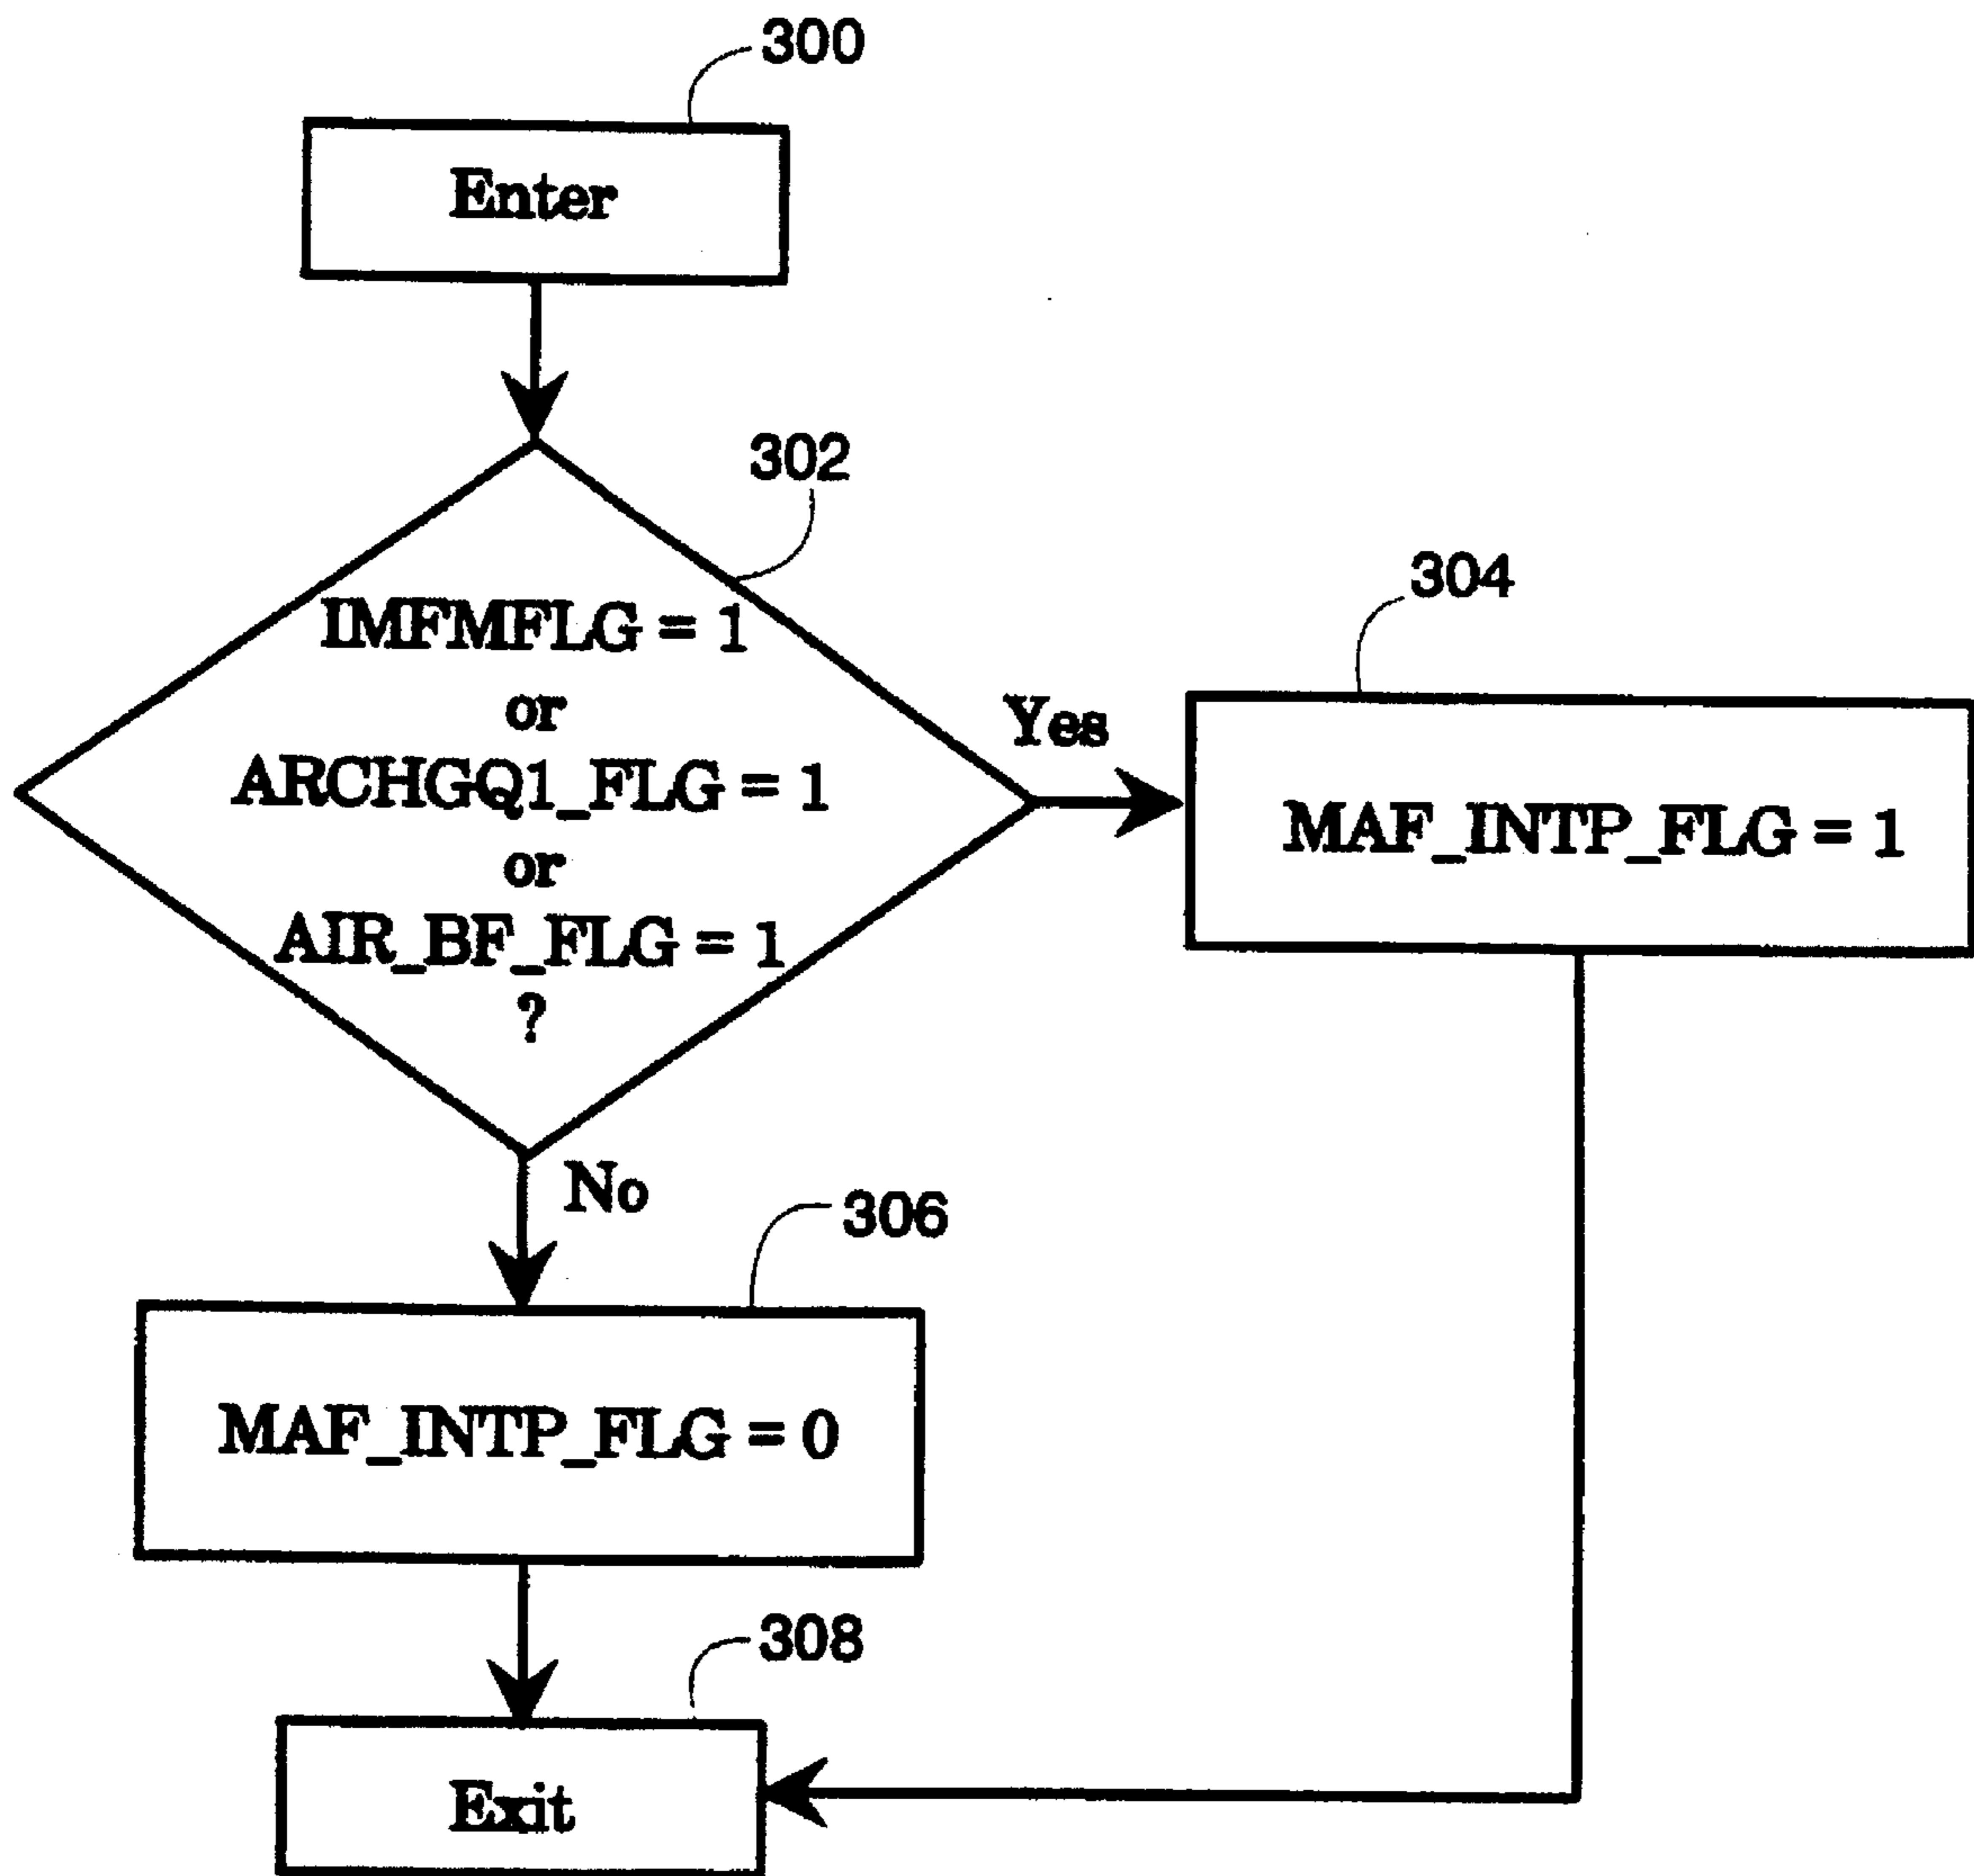 300
Enter
302
IMFMFLG = 1
or
ARCHGQ1_FLG = 1
or
AIR_BF_FLG = 1
?
Yes
304
MAF_INTP_FLG = 1
No
306
MAF_INTP_FLG = 0
308
Exit